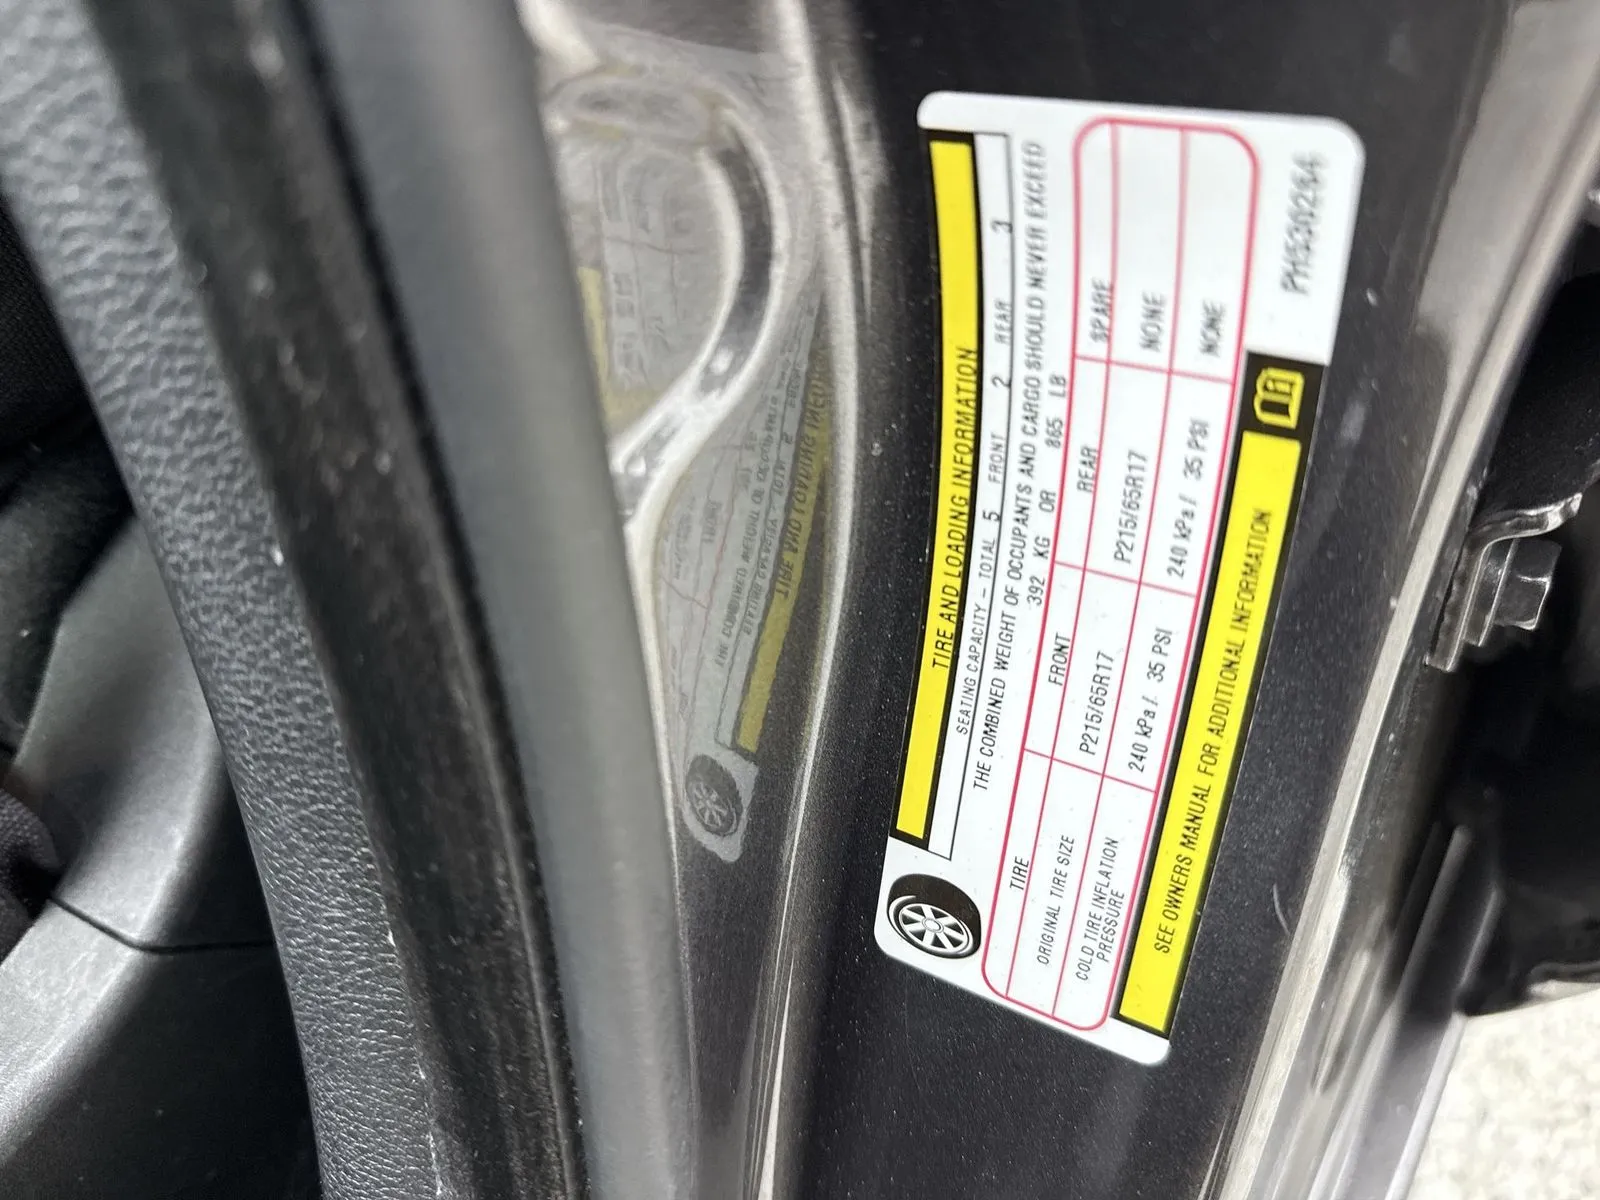 TIRE AND LOADING INFORMATION
SEATING CAPACITY – TOTAL 5 FRONT 2 REAR 3
THE COMBINED WEIGHT OF OCCUPANTS AND CARGO SHOULD NEVER EXCEED
392 KG OR 865 LB
TIRE FRONT REAR SPARE
ORIGINAL TIRE SIZE P215/65R17 P215/65R17 NONE
COLD TIRE INFLATION
PRESSURE 240 kPa / 35 PSI 240 kPa / 35 PSI NONE
SEE OWNERS MANUAL FOR ADDITIONAL INFORMATION